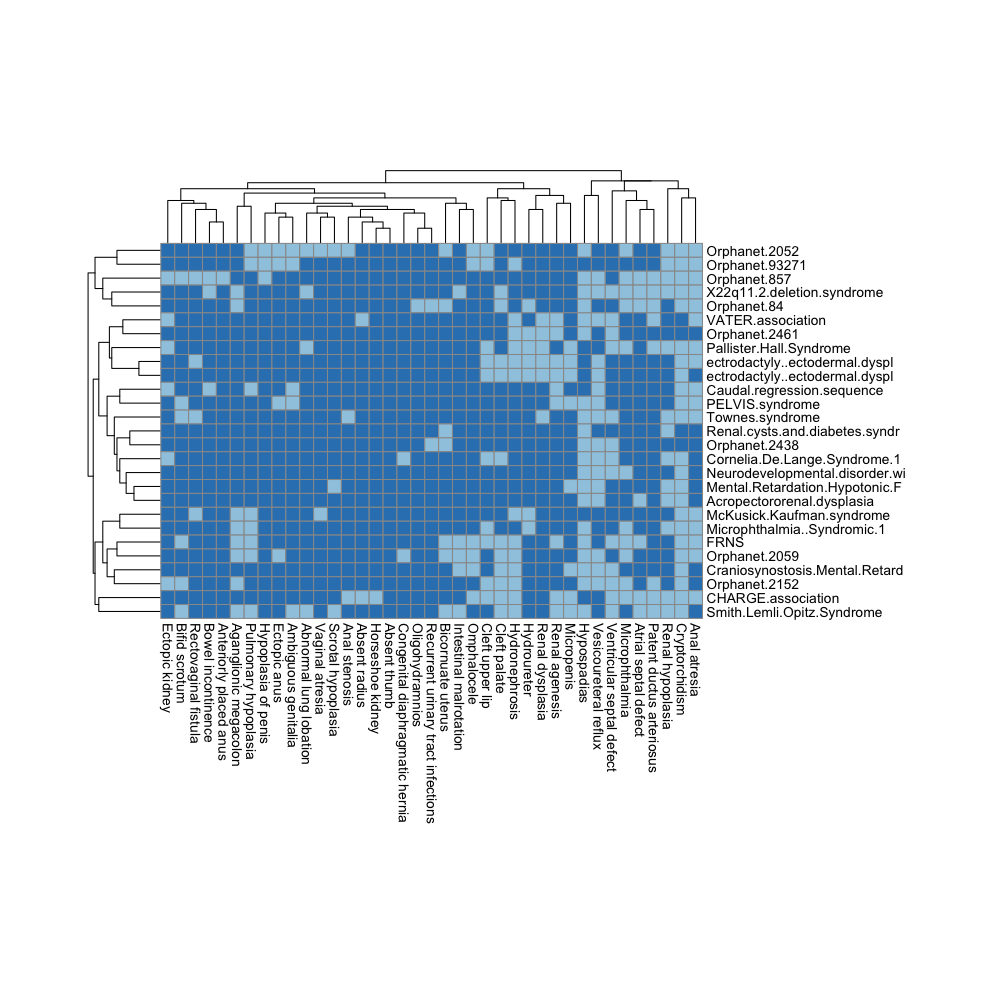 Orphanet.2052
Orphanet.93271
Orphanet.857
X22q11.2.deletion.syndrome
Orphanet.84
VATER.association
Orphanet.2461
Pallister.Hall.Syndrome
ectrodactyly..ectodermal.dyspl
ectrodactyly..ectodermal.dyspl
Caudal.regression.sequence
PELVIS.syndrome
Townes.syndrome
Renal.cysts.and.diabetes.syndr
Orphanet.2438
Cornelia.De.Lange.Syndrome.1
Neurodevelopmental.disorder.wi
Mental.Retardation.Hypotonic.F
Acropectororenal.dysplasia
McKusick.Kaufman.syndrome
Microphthalmia..Syndromic.1
FRNS
Orphanet.2059
Craniosynostosis.Mental.Retard
Orphanet.2152
CHARGE.association
Smith.Lemli.Opitz.Syndrome
Ectopic kidney
Bifid scrotum
Rectovaginal fistula
Bowel incontinence
Anteriorly placed anus
Aganglionic megacolon
Pulmonary hypoplasia
Hypoplasia of penis
Ectopic anus
Ambiguous genitalia
Abnormal lung lobation
Vaginal atresia
Scrotal hypoplasia
Anal stenosis
Absent radius
Horseshoe kidney
Absent thumb
Congenital diaphragmatic hernia
Oligohydramnios
Recurrent urinary tract infections
Bicornuate uterus
Intestinal malrotation
Omphalocele
Cleft upper lip
Cleft palate
Hydronephrosis
Hydroureter
Renal dysplasia
Renal agenesis
Micropenis
Hypospadias
Vesicoureteral reflux
Ventricular septal defect
Microphthalmia
Atrial septal defect
Patent ductus arteriosus
Renal hypoplasia
Cryptorchidism
Anal atresia